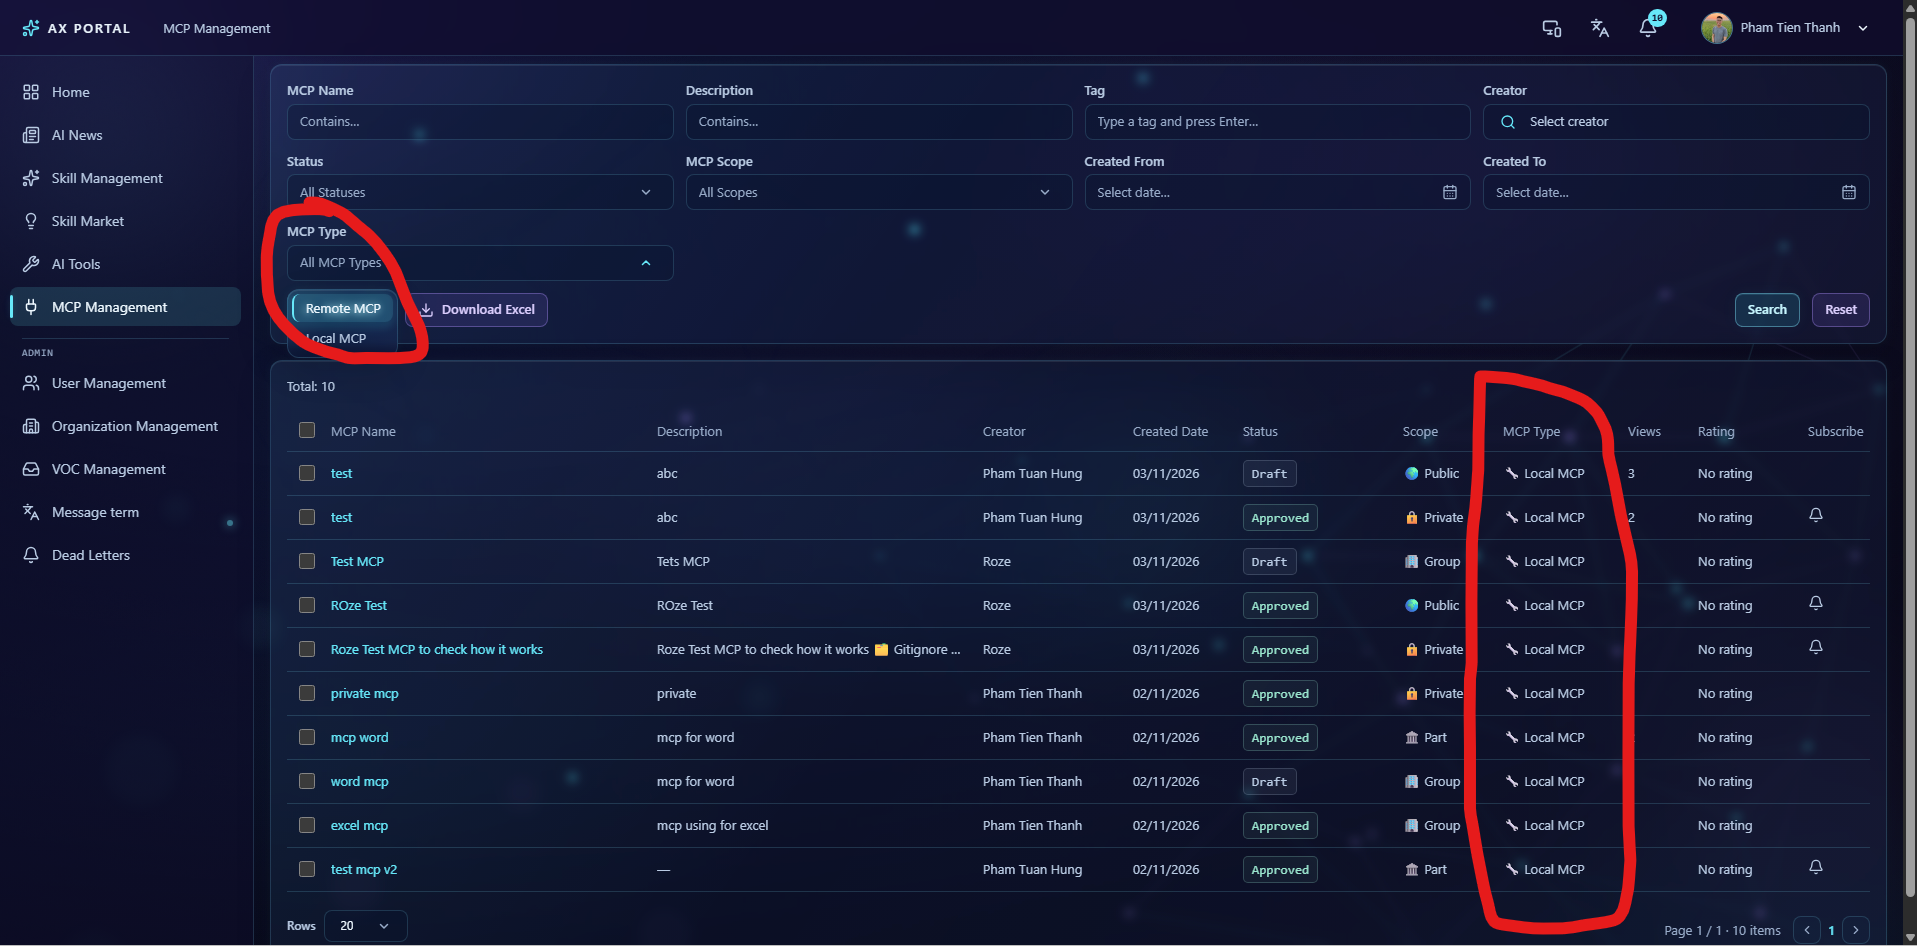 AX PORTAL
MCP Management
10
Pham Tien Thanh
Home
AI News
Skill Management
Skill Market
AI Tools
MCP Management
ADMIN
User Management
Organization Management
VOC Management
Message term
Dead Letters
MCP Name Description Tag Creator
Contains... Contains... Type a tag and press Enter... Select creator
Status MCP Scope Created From Created To
All Statuses All Scopes Select date... Select date...
MCP Type
All MCP Types
Remote MCP
Local MCP
Download Excel
Search Reset
Total: 10
MCP Name Description Creator Created Date Status Scope MCP Type Views Rating Subscribe
test abc Pham Tuan Hung 03/11/2026 Draft Public Local MCP 3 No rating
test abc Pham Tuan Hung 03/11/2026 Approved Private Local MCP 2 No rating
Test MCP Tets MCP Roze 03/11/2026 Draft Group Local MCP No rating
ROze Test ROze Test Roze 03/11/2026 Approved Public Local MCP No rating
Roze Test MCP to check how it works Roze Test MCP to check how it works 📁 Gitignore ... Roze 03/11/2026 Approved Private Local MCP No rating
private mcp private Pham Tien Thanh 02/11/2026 Approved Private Local MCP No rating
mcp word mcp for word Pham Tien Thanh 02/11/2026 Approved Part Local MCP No rating
word mcp mcp for word Pham Tien Thanh 02/11/2026 Draft Group Local MCP No rating
excel mcp mcp using for excel Pham Tien Thanh 02/11/2026 Approved Group Local MCP No rating
test mcp v2 — Pham Tuan Hung 02/11/2026 Approved Part Local MCP No rating
Rows 20
Page 1 / 1 · 10 items 1